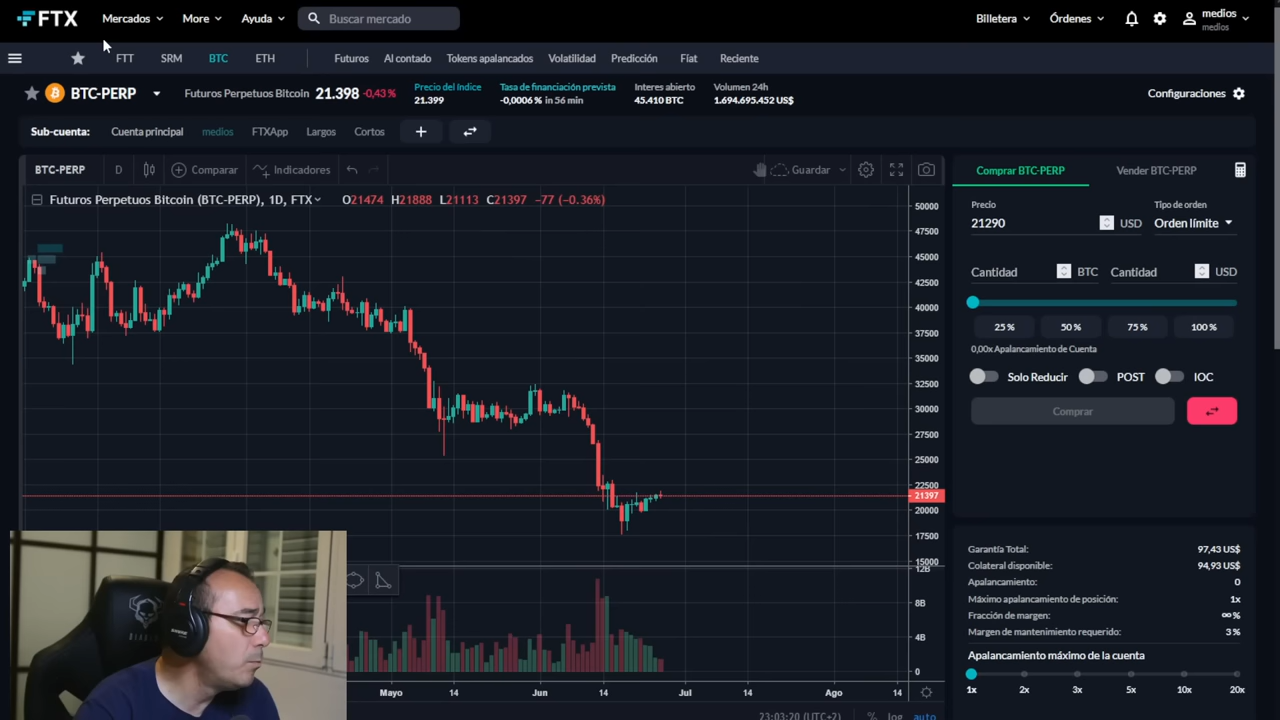 FTX Mercados More Ayuda Buscar mercado Billetera Órdenes medios
medios
FTT SRM BTC ETH Futuros Al contado Tokens apalancados Volatilidad Predicción Fiat Reciente
BTC-PERP Futuros Perpetuos Bitcoin 21.398 -0,43% Configuraciones
Precio del índice Tasa de financiación prevista Interes abierto Volumen 24h
21.399 -0,0006 % in 56 min 45.410 BTC 1.694.695.452 US$
Sub-cuenta: Cuenta principal medios FTXApp Largos Cortos +
BTC-PERP D Comparar Indicadores Guardar
Futuros Perpetuos Bitcoin (BTC-PERP), 1D, FTX O21474 H21888 L21113 C21397 -77 (-0.36%)
50000
47500
45000
42500
40000
37500
35000
32500
30000
27500
25000
22500
21397
20000
17500
15000
12B
8B
4B
0
Mayo 14 Jun 14 Jul 14 Ago 14
23:03:20 (UTC+2) % log auto
Comprar BTC-PERP Vender BTC-PERP
Precio Tipo de orden
21290 USD Orden límite
Cantidad BTC Cantidad USD
25 % 50 % 75 % 100 %
0,00x Apalancamiento de Cuenta
Solo Reducir POST IOC
Comprar
Garantía Total: 97,43 US$
Colateral disponible: 94,93 US$
Apalancamiento: 0
Máximo apalancamiento de posición: 1x
Fracción de margen: ∞ %
Margen de mantenimiento requerido: 3 %
Apalancamiento máximo de la cuenta
1x 2x 3x 5x 10x 20x